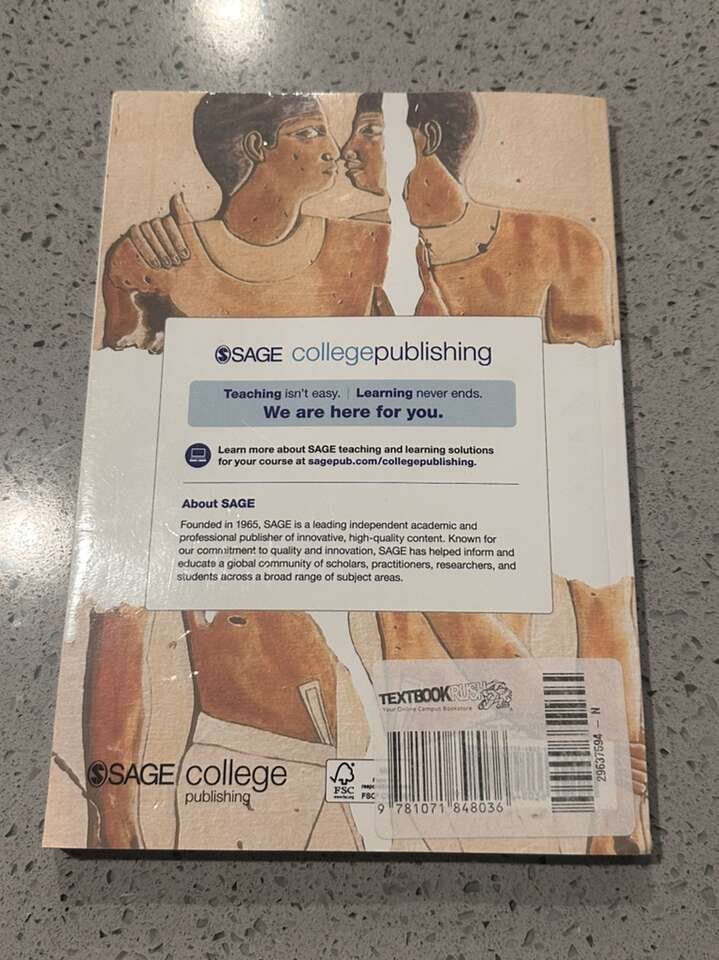 SAGE collegepublishing
Teaching isn't easy. | Learning never ends.
We are here for you.
Learn more about SAGE teaching and learning solutions
for your course at sagepub.com/collegepublishing.
About SAGE
Founded in 1965, SAGE is a leading independent academic and
professional publisher of innovative, high-quality content. Known for
our commitment to quality and innovation, SAGE has helped inform and
educate a global community of scholars, practitioners, researchers, and
students across a broad range of subject areas.
TEXTBOOKRUSH
Your Online Campus Bookstore
29637594 - N
SAGE college
publishing
FSC
www.fsc.org
9 781071 848036